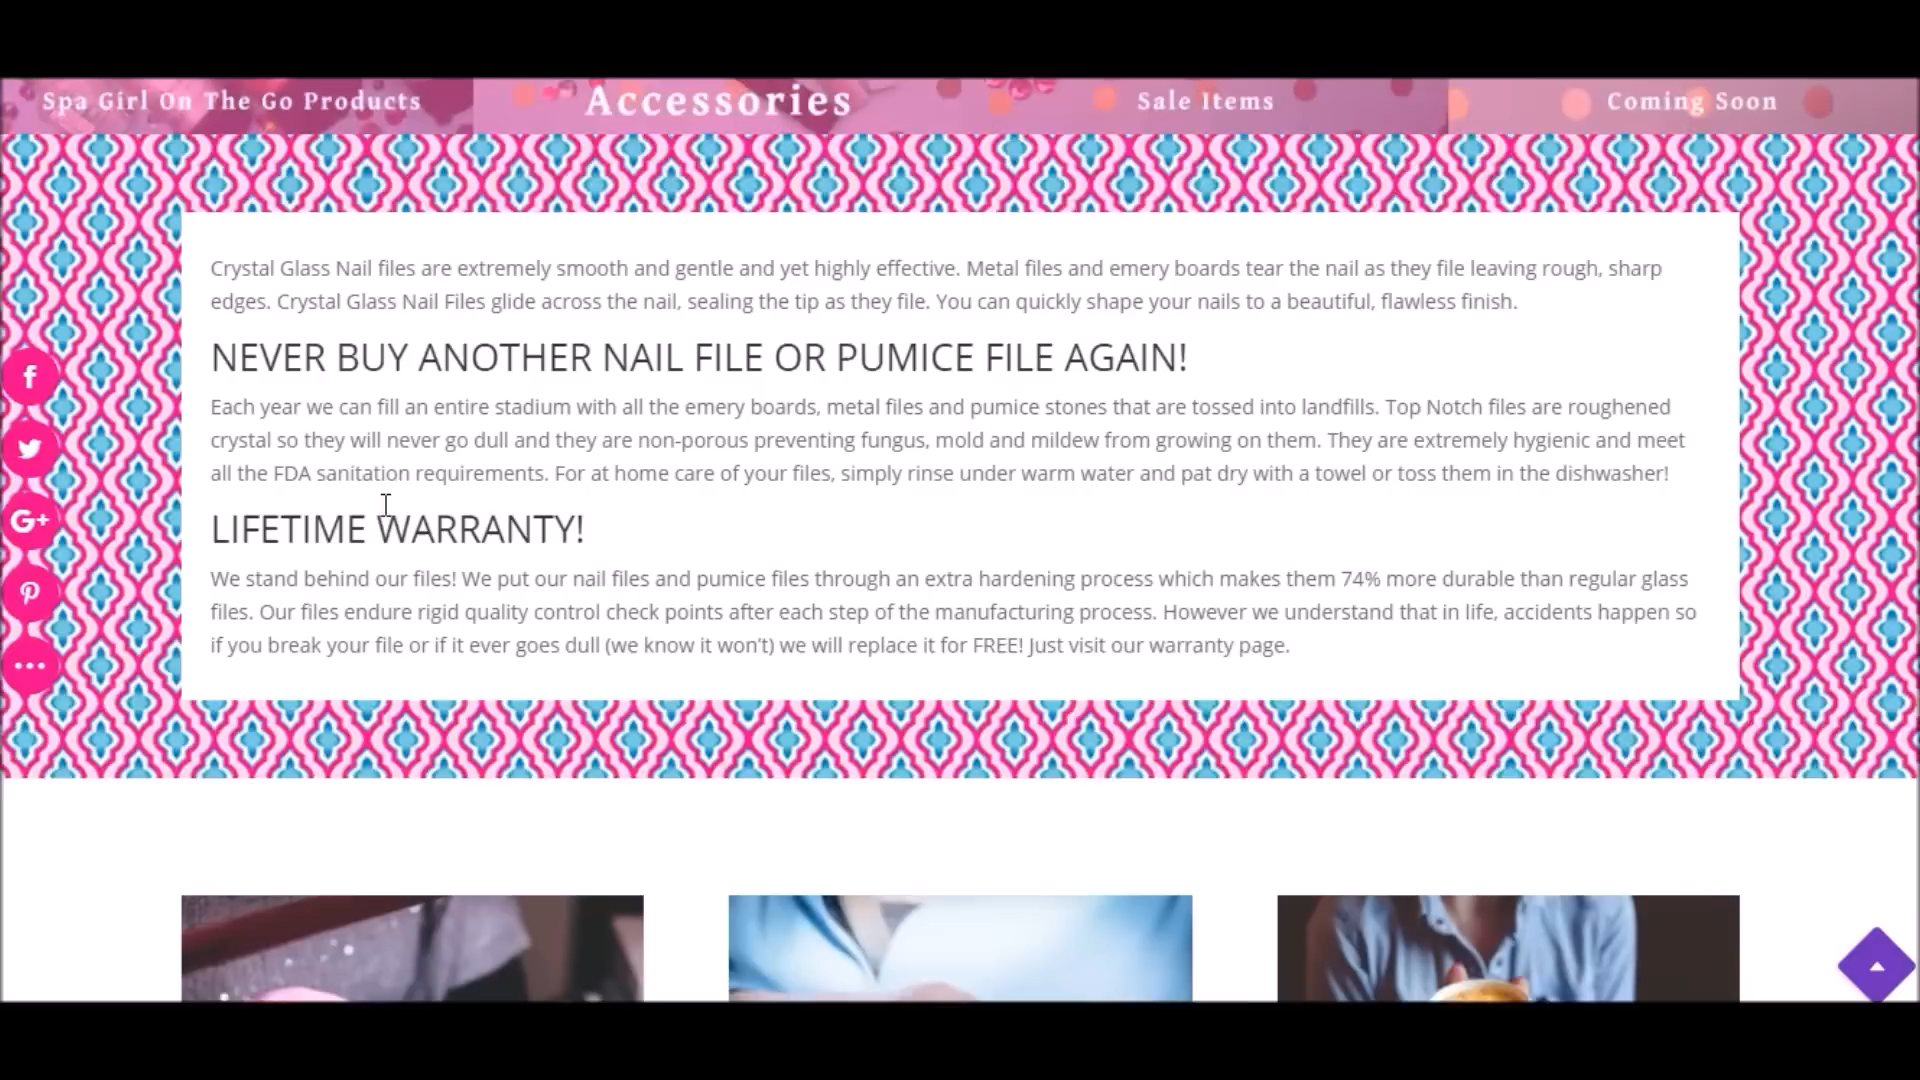 Spa Girl On The Go Products
Accessories
Sale Items
Coming Soon
Crystal Glass Nail files are extremely smooth and gentle and yet highly effective. Metal files and emery boards tear the nail as they file leaving rough, sharp
edges. Crystal Glass Nail Files glide across the nail, sealing the tip as they file. You can quickly shape your nails to a beautiful, flawless finish.
NEVER BUY ANOTHER NAIL FILE OR PUMICE FILE AGAIN!
Each year we can fill an entire stadium with all the emery boards, metal files and pumice stones that are tossed into landfills. Top Notch files are roughened
crystal so they will never go dull and they are non-porous preventing fungus, mold and mildew from growing on them. They are extremely hygienic and meet
all the FDA sanitation requirements. For at home care of your files, simply rinse under warm water and pat dry with a towel or toss them in the dishwasher!
LIFETIME WARRANTY!
We stand behind our files! We put our nail files and pumice files through an extra hardening process which makes them 74% more durable than regular glass
files. Our files endure rigid quality control check points after each step of the manufacturing process. However we understand that in life, accidents happen so
if you break your file or if it ever goes dull (we know it won't) we will replace it for FREE! Just visit our warranty page.
f
G+